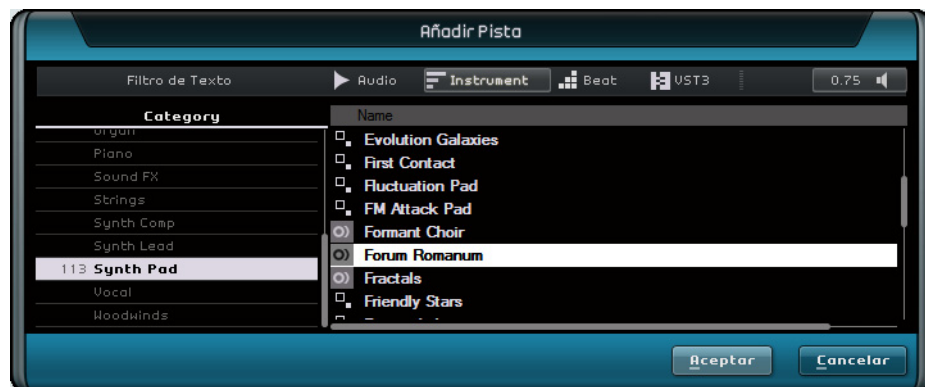 Añadir Pista
Filtro de Texto
Audio
Instrument
Beat
VST3
0.75
Category
Organ
Piano
Sound FX
Strings
Synth Comp
Synth Lead
113 Synth Pad
Vocal
Woodwinds
Name
Evolution Galaxies
First Contact
Fluctuation Pad
FM Attack Pad
Formant Choir
Forum Romanum
Fractals
Friendly Stars
Aceptar
Cancelar